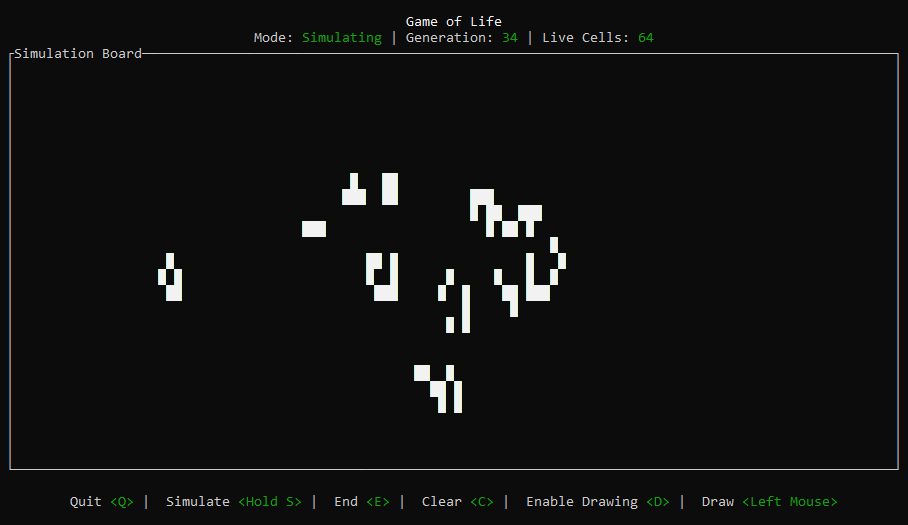 Game of Life
Mode: Simulating | Generation: 34 | Live Cells: 64
Simulation Board
Quit <Q> | Simulate <Hold S> | End <E> | Clear <C> | Enable Drawing <D> | Draw <Left Mouse>